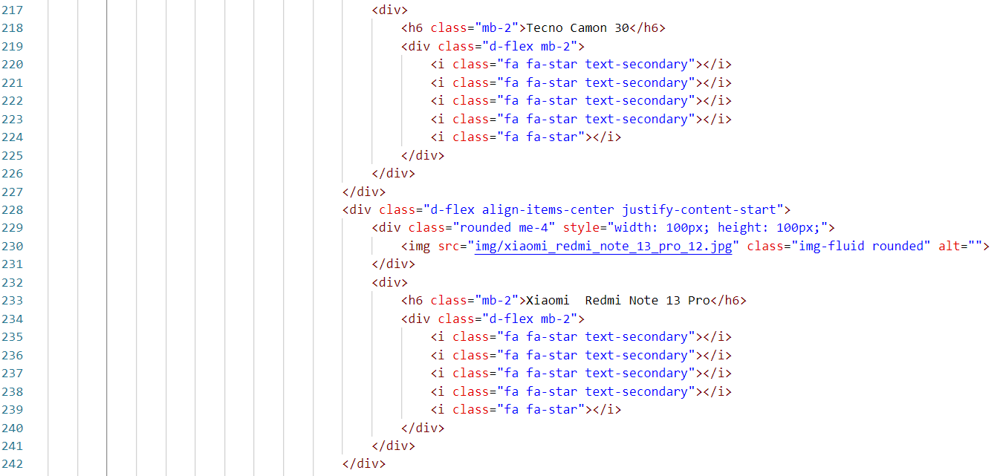 217 <div>
218 <h6 class="mb-2">Tecno Camon 30</h6>
219 <div class="d-flex mb-2">
220 <i class="fa fa-star text-secondary"></i>
221 <i class="fa fa-star text-secondary"></i>
222 <i class="fa fa-star text-secondary"></i>
223 <i class="fa fa-star text-secondary"></i>
224 <i class="fa fa-star"></i>
225 </div>
226 </div>
227 </div>
228 <div class="d-flex align-items-center justify-content-start">
229 <div class="rounded me-4" style="width: 100px; height: 100px;">
230 <img src="img/xiaomi_redmi_note_13_pro_12.jpg" class="img-fluid rounded" alt="">
231 </div>
232 <div>
233 <h6 class="mb-2">Xiaomi  Redmi Note 13 Pro</h6>
234 <div class="d-flex mb-2">
235 <i class="fa fa-star text-secondary"></i>
236 <i class="fa fa-star text-secondary"></i>
237 <i class="fa fa-star text-secondary"></i>
238 <i class="fa fa-star text-secondary"></i>
239 <i class="fa fa-star"></i>
240 </div>
241 </div>
242 </div>